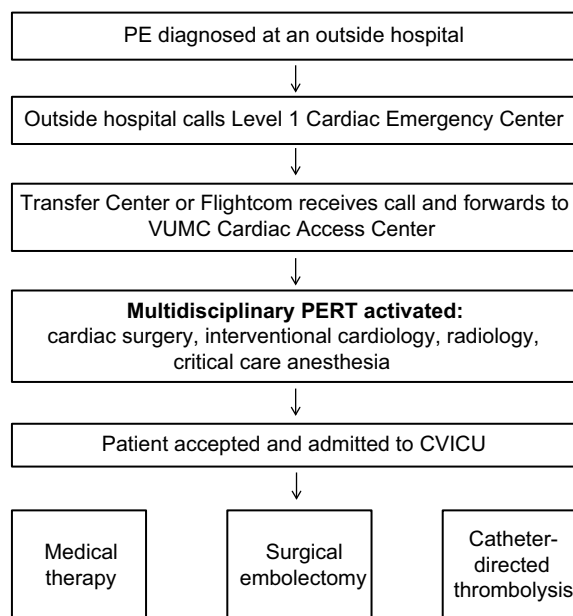 PE diagnosed at an outside hospital
Outside hospital calls Level 1 Cardiac Emergency Center
Transfer Center or Flightcom receives call and forwards to
VUMC Cardiac Access Center
Multidisciplinary PERT activated:
cardiac surgery, interventional cardiology, radiology,
critical care anesthesia
Patient accepted and admitted to CVICU
Medical
therapy
Surgical
embolectomy
Catheter-
directed
thrombolysis